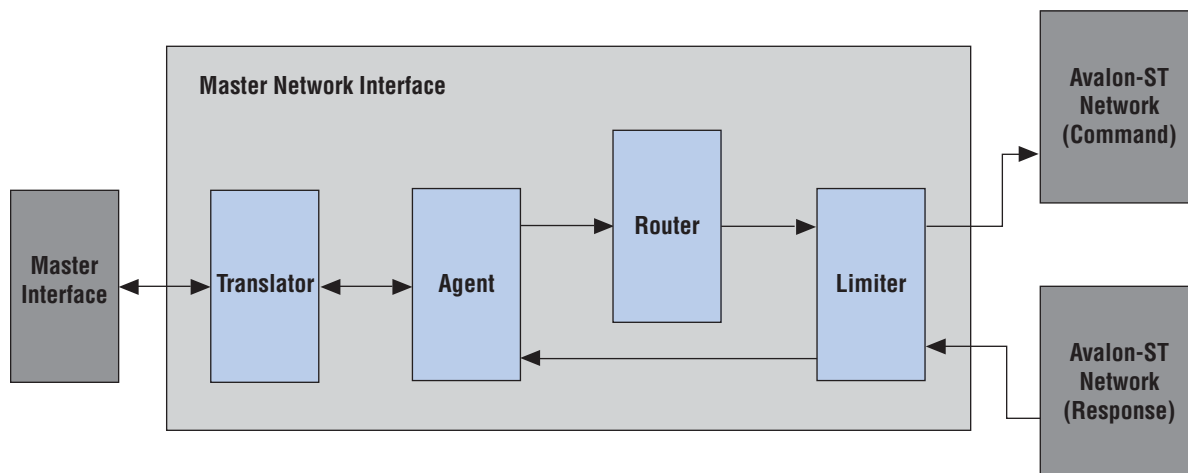 Master Network Interface
Master
Interface
Translator
Agent
Router
Limiter
Avalon-ST
Network
(Command)
Avalon-ST
Network
(Response)